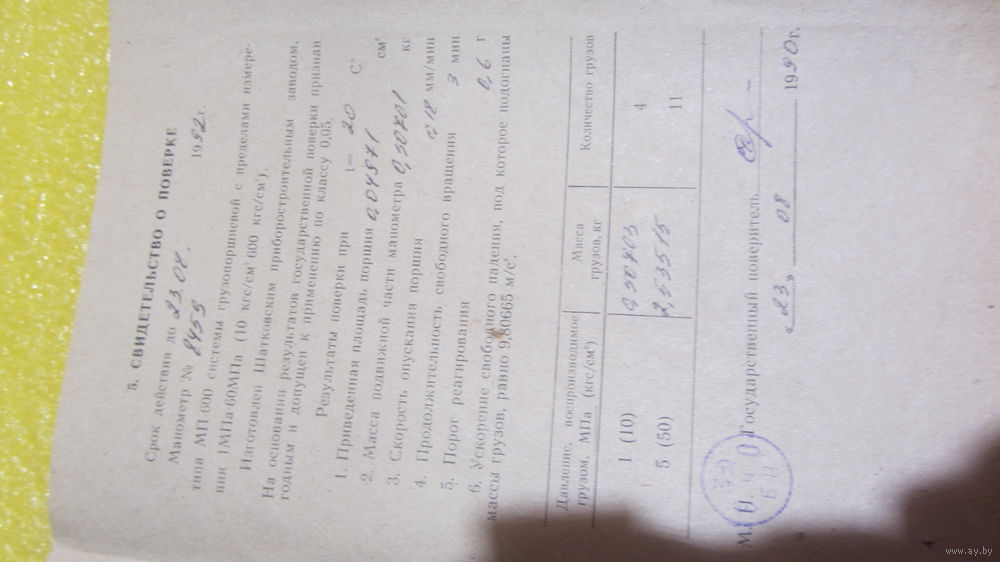 5. СВИДЕТЕЛЬСТВО О ПОВЕРКЕ
Срок действия до 23.08. 1992 г.
Манометр № 8459
типа МП-600 системы грузопоршневой с пределами измере-
ния 1МПа-60МПа (10 кгс/см² 600 кгс/см²).
Изготовлен Шатковским приборостроительным заводом.
На основании результатов государственной поверки признан
годным и допущен к применению по классу 0,05.
Результаты поверки при t= 20 С°
1. Приведенная площадь поршня 0,04971 см²
2. Масса подвижной части манометра 0,50701 кг
3. Скорость опускания поршня 0,18 мм/мин
4. Продолжительность свободного вращения 3 мин
5. Порог реагирования 0,6 г
6. Ускорение свободного падения, под которое подогнаны
массы грузов, равно 9,80665 м/с².
Давление, воспроизводимое грузом, МПа (кгс/см²) Масса грузов, кг Количество грузов
1 (10) 0,50703 4
5 (50) 2,53515 11
М. П. Государственный поверитель
«23» 08 1990 г.
www.ay.by